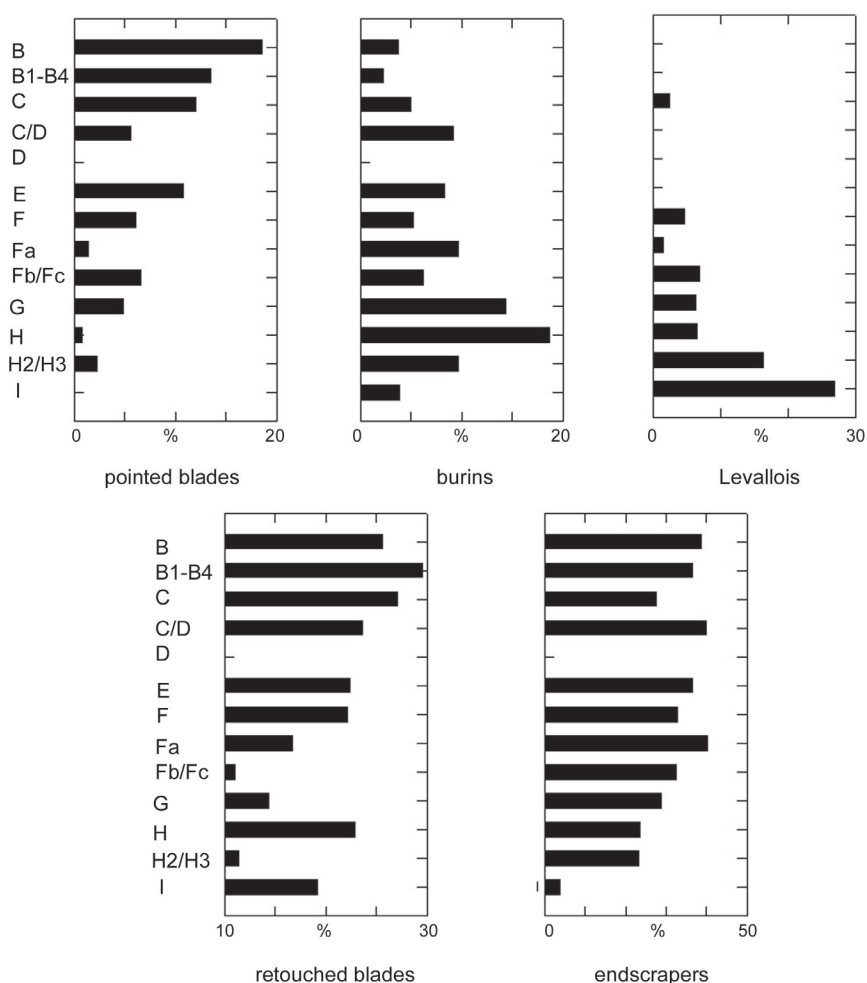 B
B1-B4
C
C/D
D
E
F
Fa
Fb/Fc
G
H
H2/H3
I
0 % 20
0 % 20
0 % 30
pointed blades
burins
Levallois
B
B1-B4
C
C/D
D
E
F
Fa
Fb/Fc
G
H
H2/H3
I
10 % 30
0 % 50
retouched blades
endscrapers